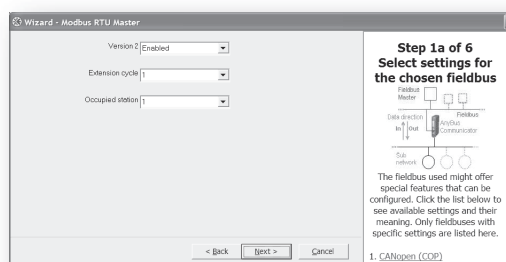 Wizard - Modbus RTU Master
Version 2 Enabled
Extension cycle 1
Occupied station 1
< Back Next > Cancel
Step 1a of 6
Select settings for
the chosen fieldbus
Fieldbus
Master
Fieldbus
Data direction
In Out
AnyBus
Communicator
Sub
network
The fieldbus used might offer
special features that can be
configured. Click the list below to
see available settings and their
meaning. Only fieldbuses with
specific settings are listed here.
1. CANopen (COP)